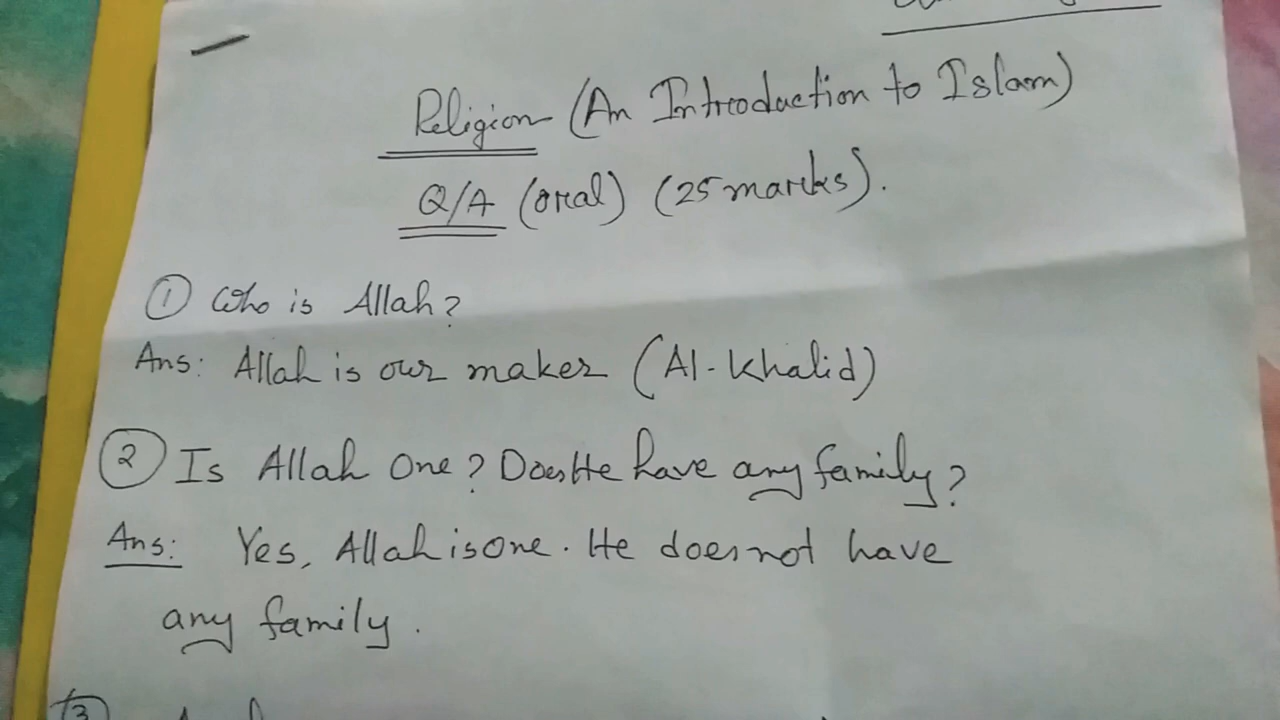 Religion (An Introduction to Islam)
Q/A (oral) (25 marks).
① Who is Allah?
Ans: Allah is our maker (Al-Khalid)
② Is Allah One? Does He have any family?
Ans: Yes, Allah is one. He does not have
any family.
③